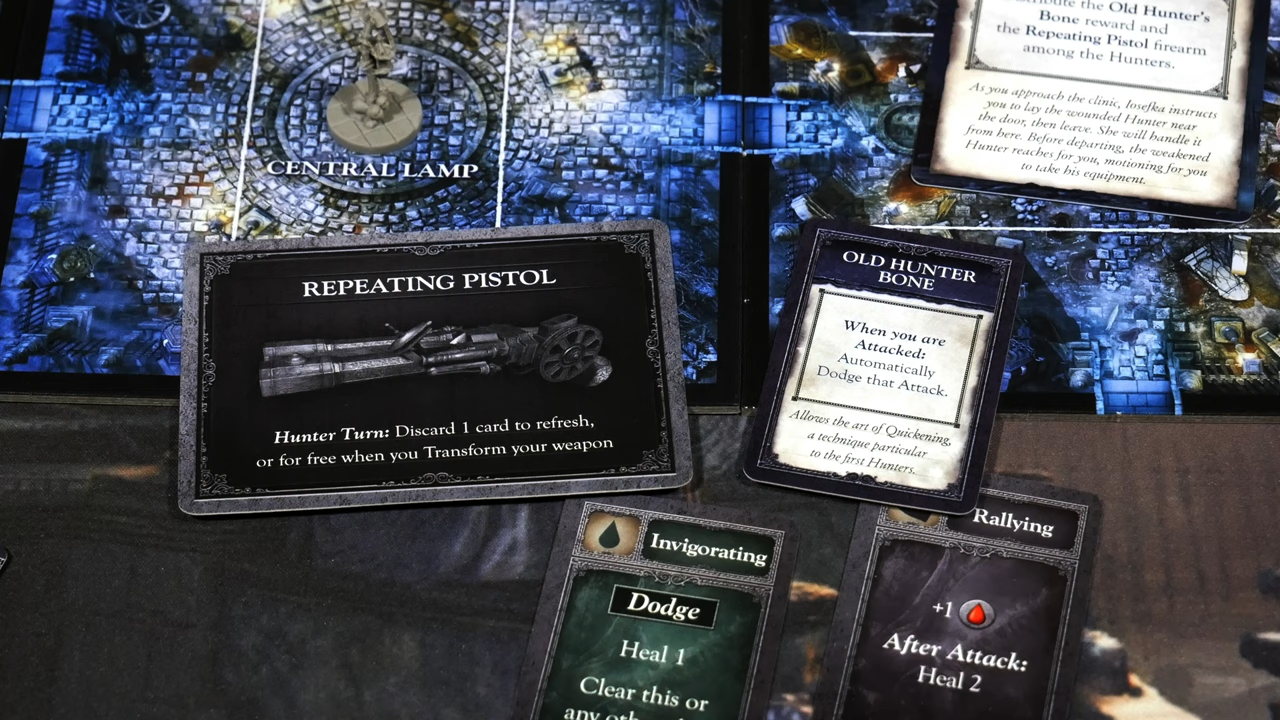 the Old Hunter's
Bone reward and
the Repeating Pistol firearm
among the Hunters.
As you approach the clinic, Iosefka instructs
you to lay the wounded Hunter near
the door, then leave. She will handle it
from here. Before departing, the weakened
Hunter reaches for you, motioning for you
to take his equipment.
CENTRAL LAMP
REPEATING PISTOL
Hunter Turn: Discard 1 card to refresh,
or for free when you Transform your weapon
OLD HUNTER
BONE
When you are
Attacked:
Automatically
Dodge that Attack.
Allows the art of Quickening,
a technique particular
to the first Hunters.
Invigorating
Dodge
Heal 1
Clear this or
any
Rallying
+1
After Attack:
Heal 2